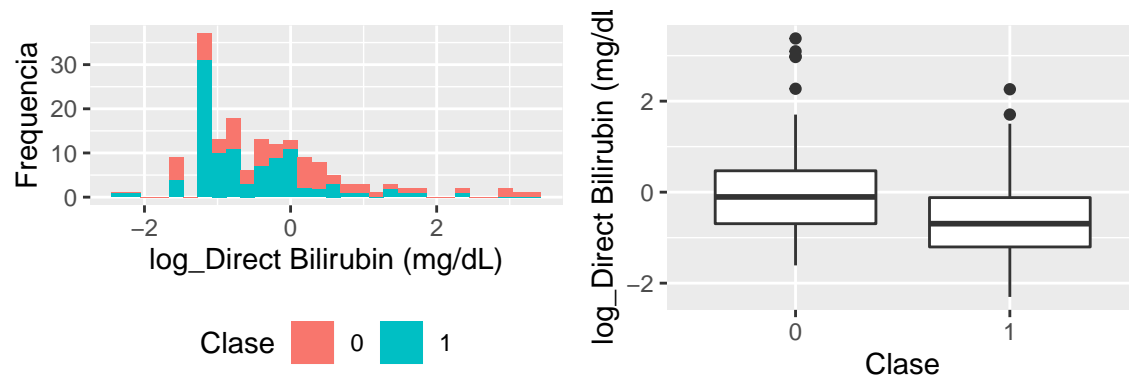 Frequencia
30
20
10
0
−2
0
2
log_Direct Bilirubin (mg/dL)
Clase
0
1
log_Direct Bilirubin (mg/dl
2
0
−2
0
1
Clase